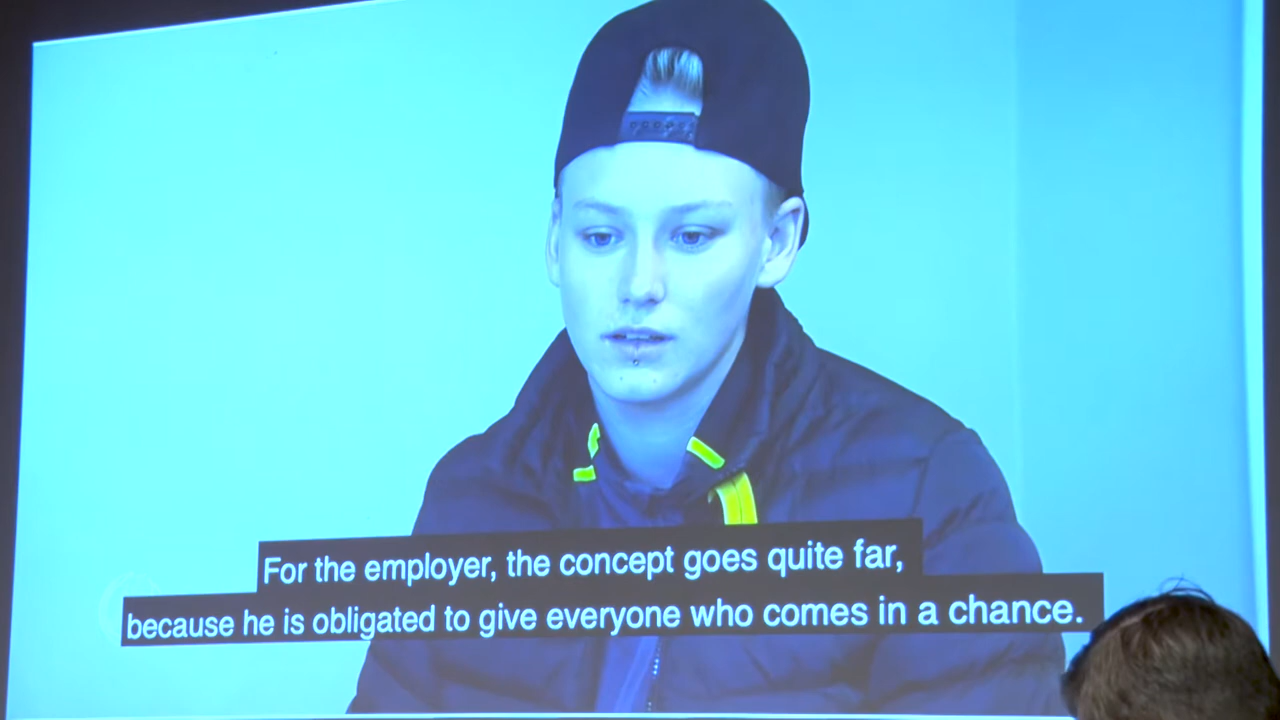 For the employer, the concept goes quite far,
because he is obligated to give everyone who comes in a chance.